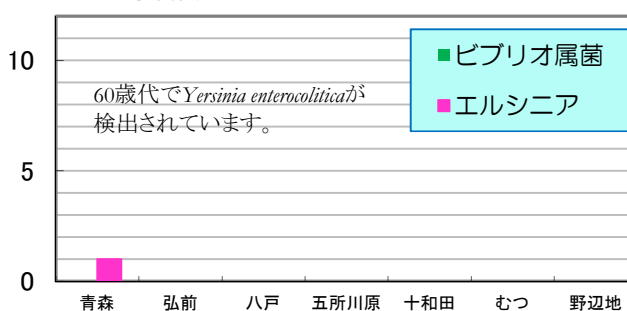 10
■ビブリオ属菌
■エルシニア
60歳代でYersinia enterocoliticaが
検出されています。
5
0
青森 弘前 八戸 五所川原 十和田 むつ 野辺地